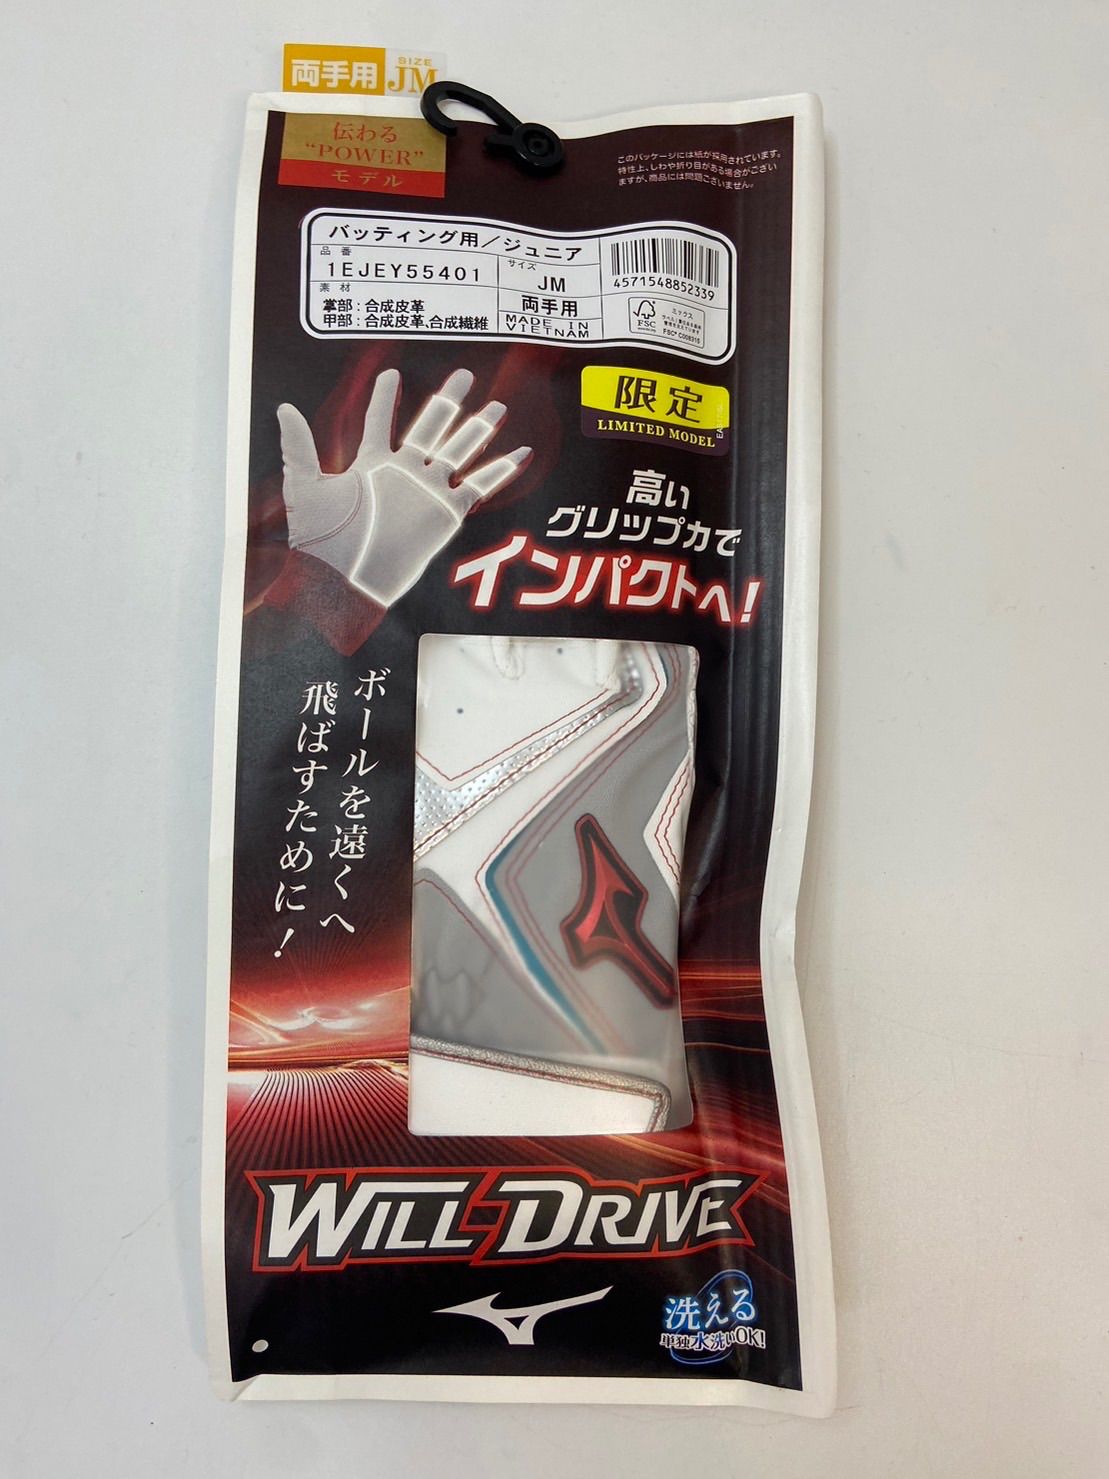 両手用
SIZE
JM
伝わる
"POWER"
モデル
このパッケージには紙が採用されています。
特性上、しわや折り目がある場合がござい
ますが、商品には問題ございません。
バッティング用／ジュニア
品番
1EJEY55401
サイズ
JM
素材
掌部：合成皮革
甲部：合成皮革、合成繊維
両手用
MADE IN
VIETNAM
4571548852339
FSC
ミックス
限定
LIMITED MODEL
高い
グリップ力で
インパクトへ！
ボールを遠くへ
飛ばすために！
WILL DRIVE
洗える
単独水洗いOK!